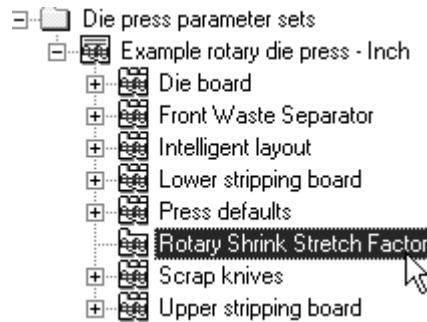 Die press parameter sets
Example rotary die press - Inch
Die board
Front Waste Separator
Intelligent layout
Lower stripping board
Press defaults
Rotary Shrink Stretch Factor
Scrap knives
Upper stripping board